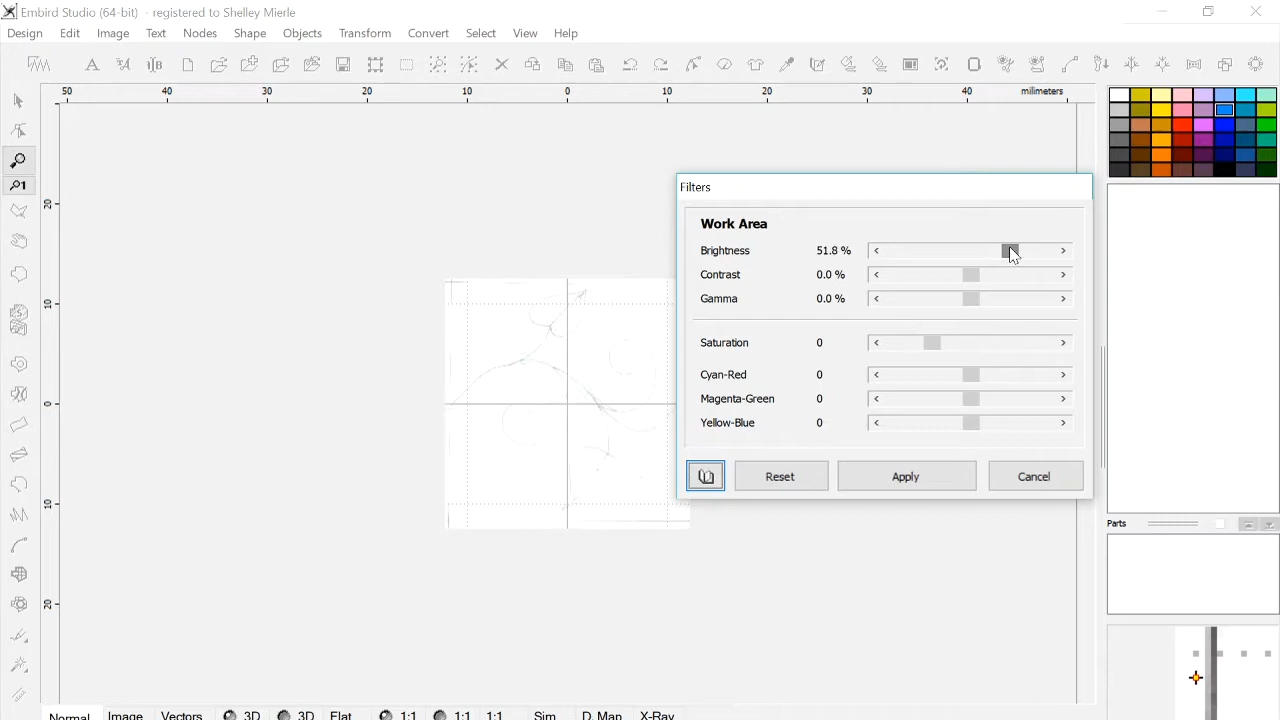 Embird Studio (64-bit)  - registered to Shelley Mierle
Design Edit Image Text Nodes Shape Objects Transform Convert Select View Help
50 40 30 20 10 0 10 20 30 40 milimeters
20
10
0
10
20
Filters
Work Area
Brightness 51.8 %
Contrast 0.0 %
Gamma 0.0 %
Saturation 0
Cyan-Red 0
Magenta-Green 0
Yellow-Blue 0
Reset Apply Cancel
Parts
Normal Image Vectors 3D 3D Flat 1:1 1:1 1:1 Sim D. Map X-Ray